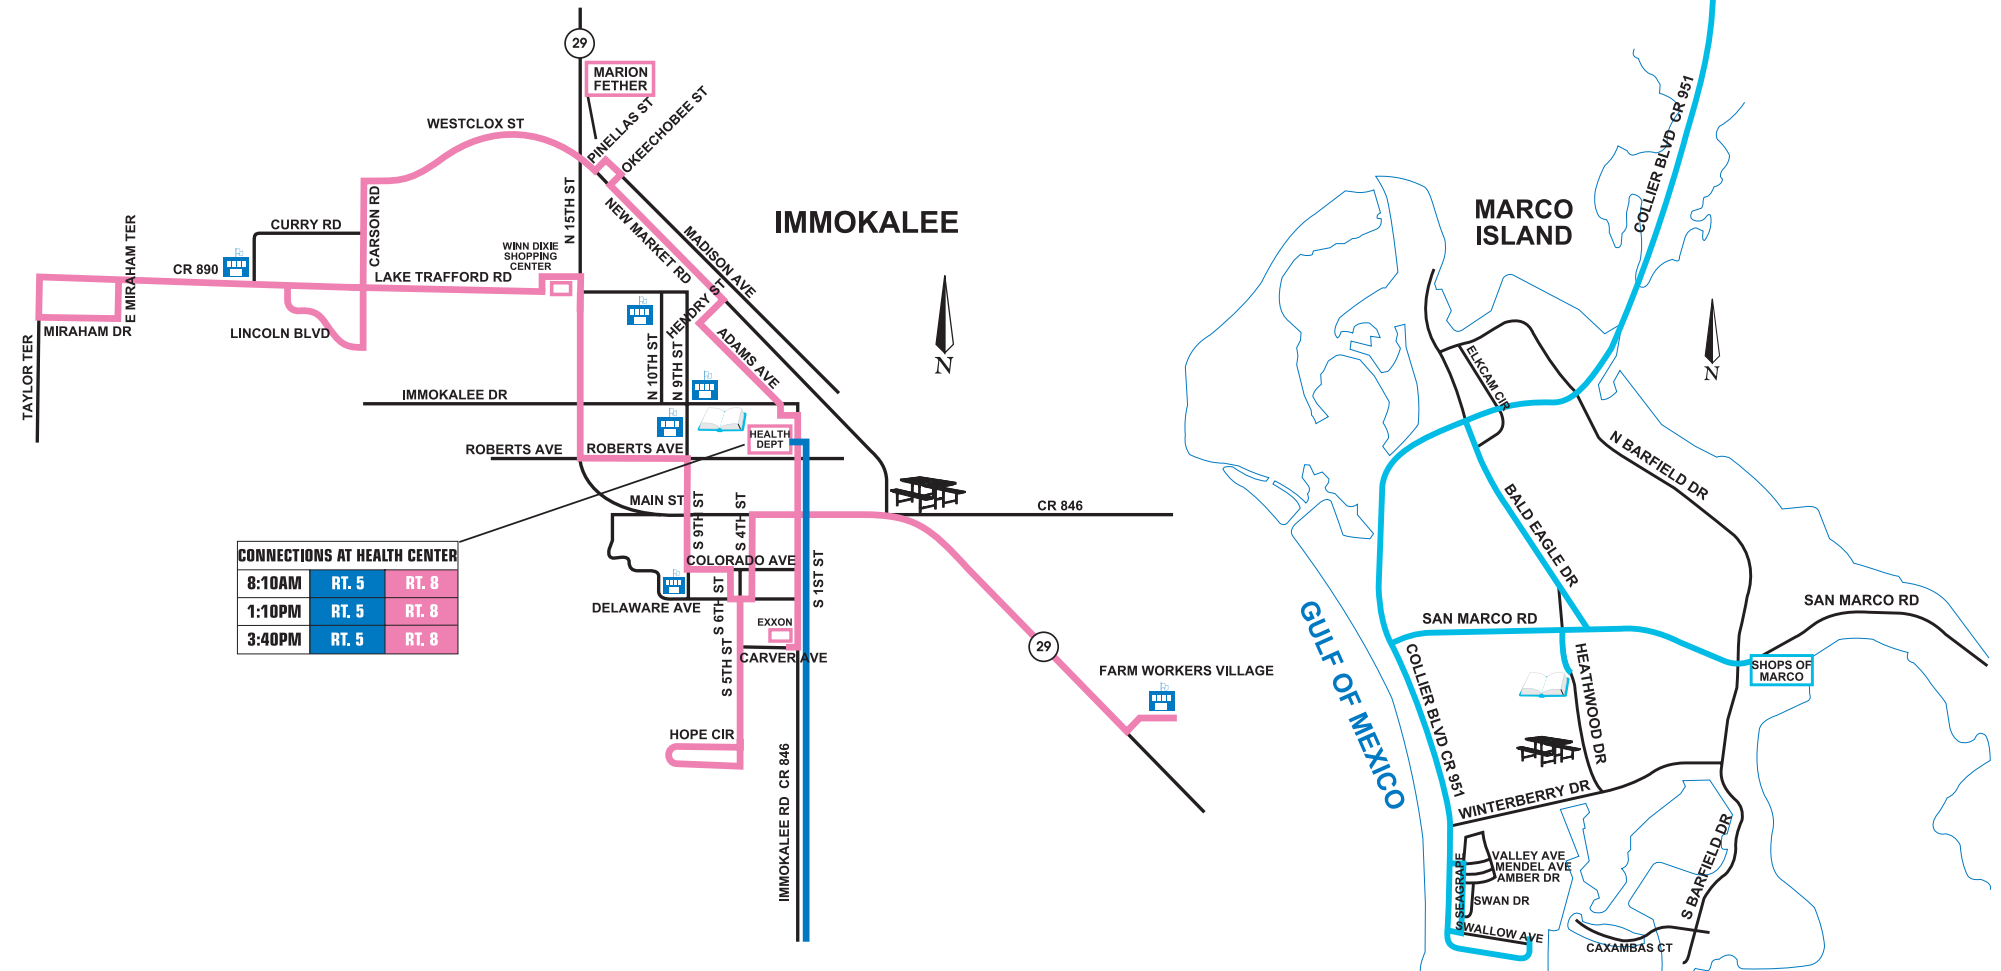 29
MARION
FETHER
PINELLAS ST
OKEECHOBEE ST
WESTCLOX ST
N 15TH ST
CARSON RD
CURRY RD
E MIRAHAM TER
CR 890
LAKE TRAFFORD RD
WINN DIXIE
SHOPPING
CENTER
NEW MARKET RD
MADISON AVE
IMMOKALEE
HENDRY ST
ADAMS AVE
N
MIRAHAM DR
LINCOLN BLVD
TAYLOR TER
N 10TH ST
N 9TH ST
IMMOKALEE DR
ROBERTS AVE
ROBERTS AVE
HEALTH
DEPT
MAIN ST
S 9TH ST
S 4TH ST
CR 846
COLORADO AVE
S 1ST ST
DELAWARE AVE
S 6TH ST
EXXON
CARVER AVE
S 5TH ST
HOPE CIR
IMMOKALEE RD CR 846
29
FARM WORKERS VILLAGE
CONNECTIONS AT HEALTH CENTER
8:10AM RT. 5 RT. 8
1:10PM RT. 5 RT. 8
3:40PM RT. 5 RT. 8
MARCO
ISLAND
COLLIER BLVD CR 951
N
ELKCAM CIR
N BARFIELD DR
BALD EAGLE DR
SAN MARCO RD
SAN MARCO RD
GULF OF MEXICO
COLLIER BLVD CR 951
HEATHWOOD DR
SHOPS OF
MARCO
WINTERBERRY DR
S BARFIELD DR
VALLEY AVE
MENDEL AVE
AMBER DR
SEAGRAPE
SWAN DR
SWALLOW AVE
CAXAMBAS CT